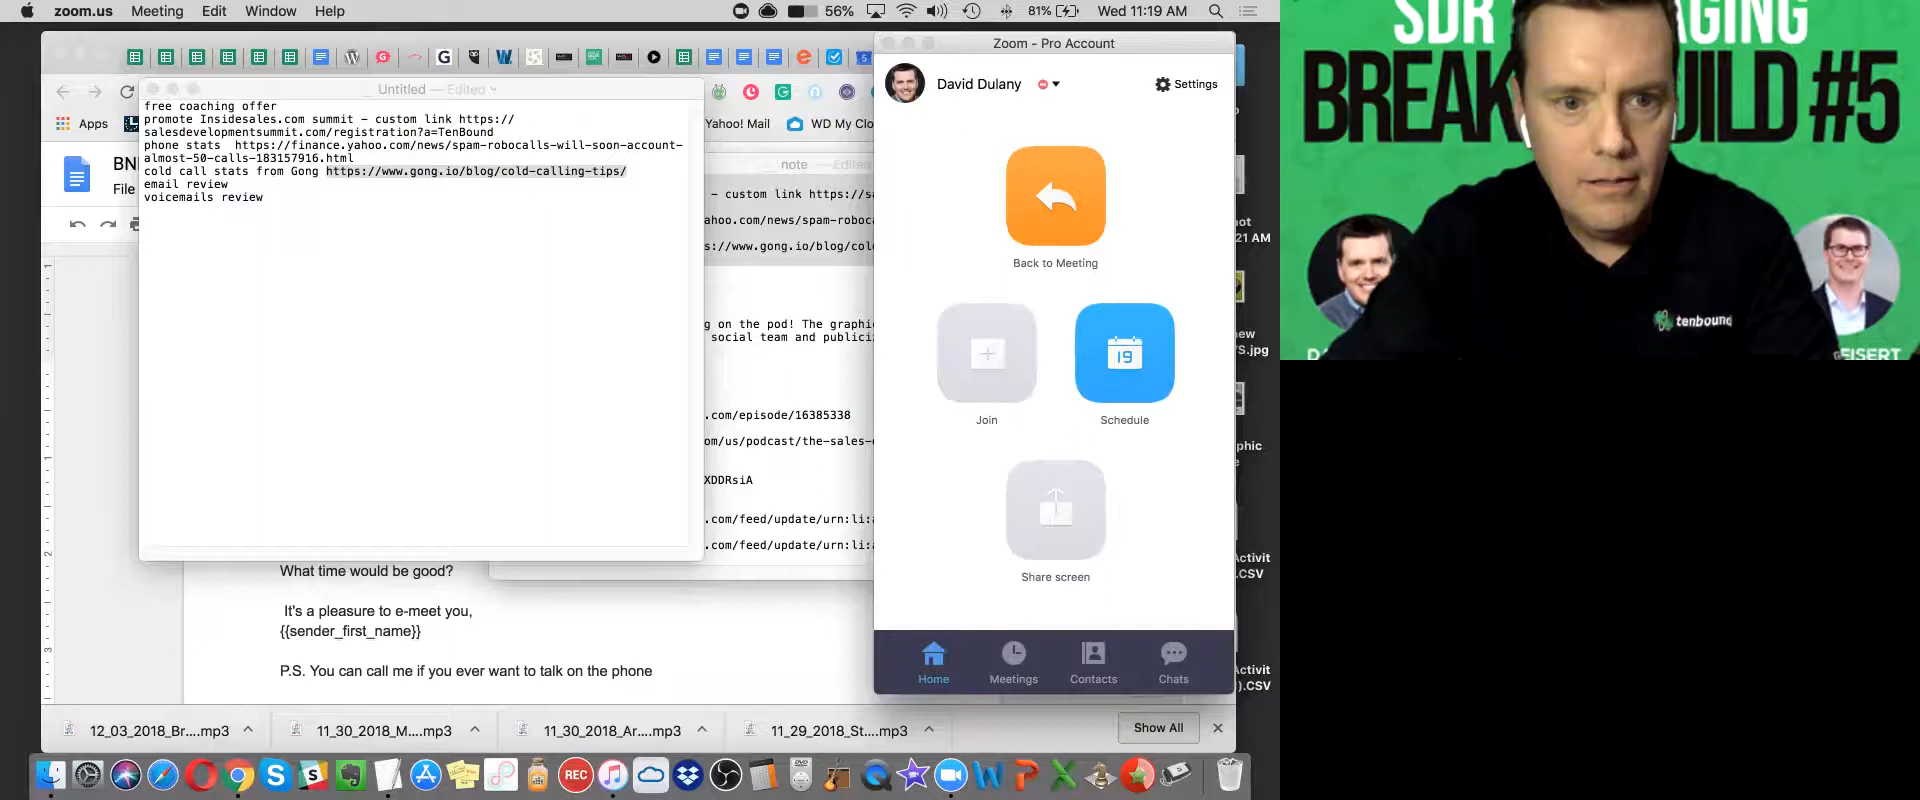 zoom.us Meeting Edit Window Help
56%
81%
Wed 11:19 AM
Untitled — Edited
free coaching offer
promote Insidesales.com summit - custom link https://
salesdevelopmentsummit.com/registration?a=TenBound
phone stats https://finance.yahoo.com/news/spam-robocalls-will-soon-account-
almost-50-calls-183157916.html
cold call stats from Gong https://www.gong.io/blog/cold-calling-tips/
email review
voicemails review
Apps
Yahoo! Mail
WD My Clo
File
note — Edited
- custom link https://sa
ahoo.com/news/spam-roboca
s://www.gong.io/blog/cold
g on the pod! The graphic
social team and publiciz
.com/episode/16385338
om/us/podcast/the-sales-d
XDDRsiA
.com/feed/update/urn:li:a
.com/feed/update/urn:li:a
What time would be good?
It's a pleasure to e-meet you,
{{sender_first_name}}
P.S. You can call me if you ever want to talk on the phone
Zoom - Pro Account
David Dulany
Settings
Back to Meeting
19
Join
Schedule
Share screen
Home
Meetings
Contacts
Chats
21 AM
S.jpg
.CSV
).CSV
12_03_2018_Br....mp3
11_30_2018_M....mp3
11_30_2018_Ar....mp3
11_29_2018_St....mp3
Show All
REC
SDR
AGING
BREAK
UILD #5
tenbound
EISERT